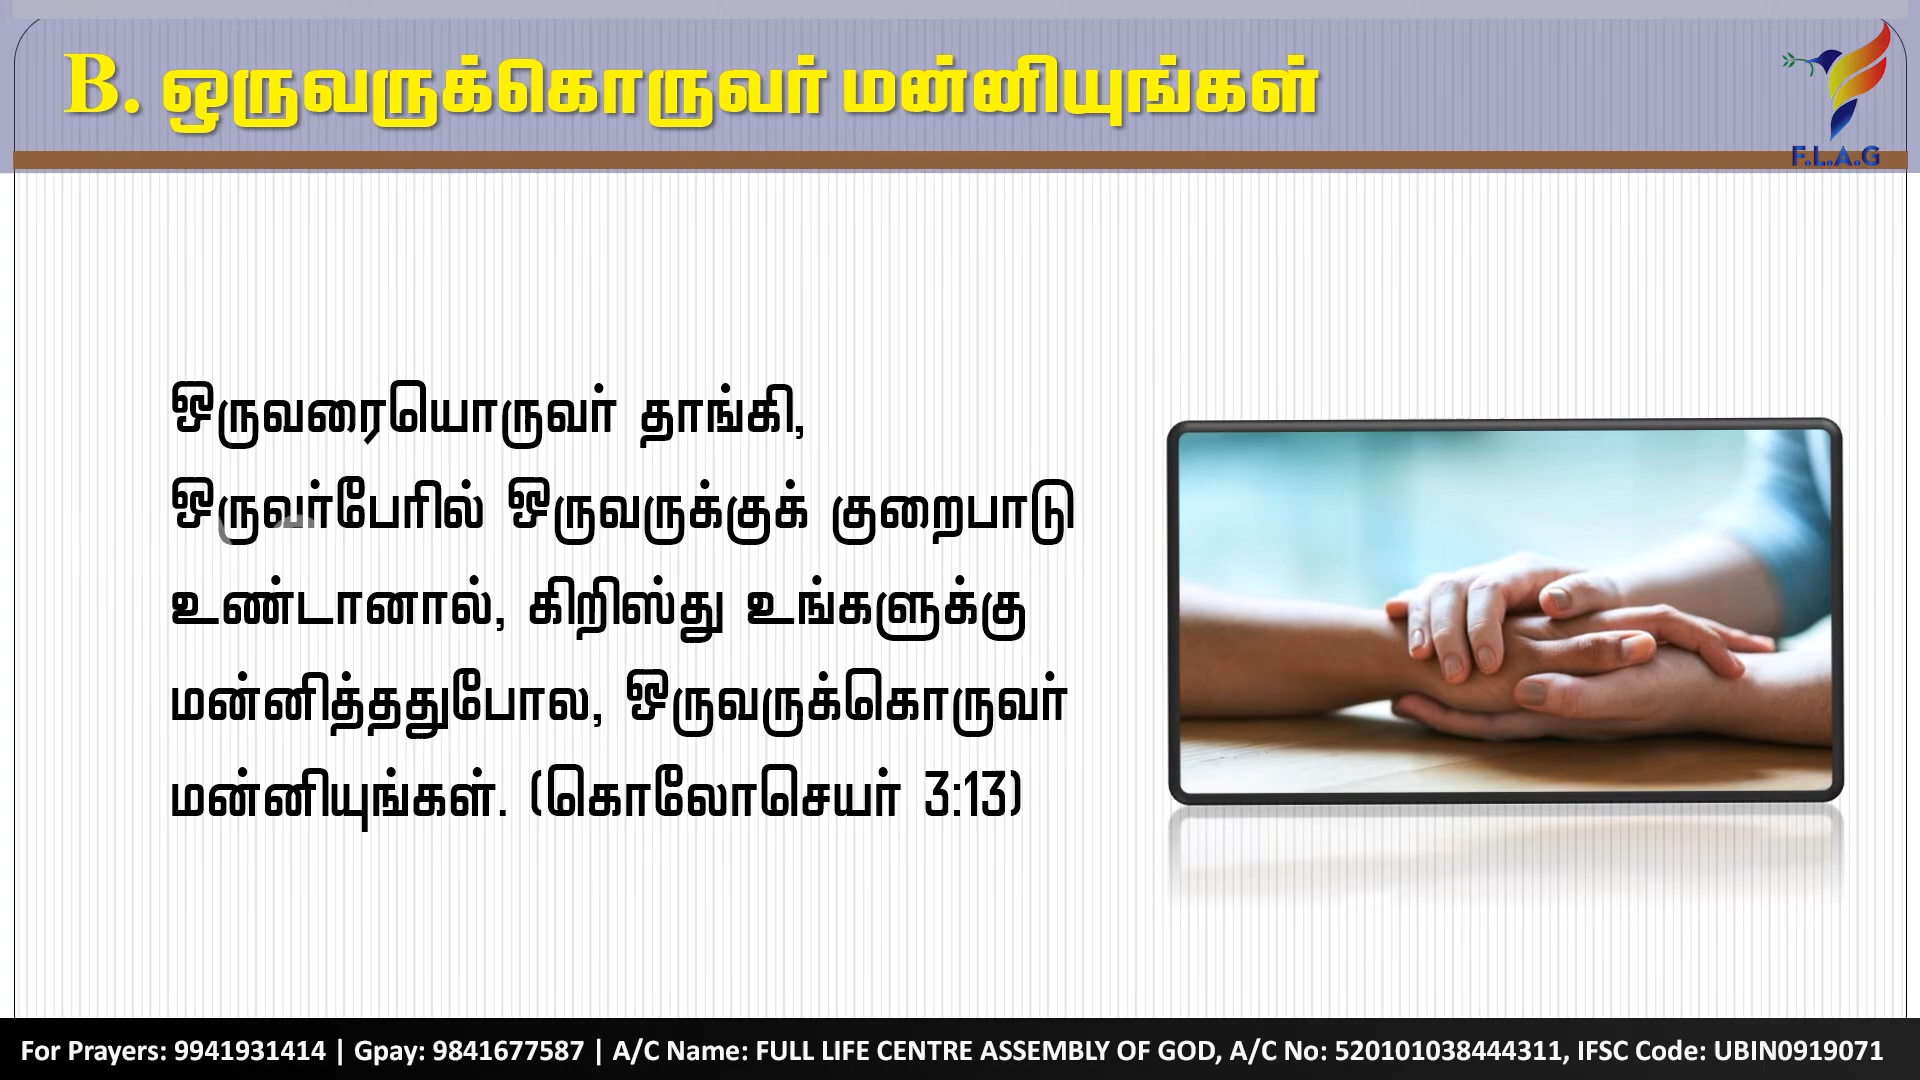 B. ஒருவருக்கொருவர் மன்னியுங்கள்
F.L.A.G
ஒருவரையொருவர் தாங்கி,
ஒருவர்பேரில் ஒருவருக்குக் குறைபாடு
உண்டானால், கிறிஸ்து உங்களுக்கு
மன்னித்ததுபோல, ஒருவருக்கொருவர்
மன்னியுங்கள். (கொலோசெயர் 3:13)
For Prayers: 9941931414 | Gpay: 9841677587 | A/C Name: FULL LIFE CENTRE ASSEMBLY OF GOD, A/C No: 520101038444311, IFSC Code: UBIN0919071